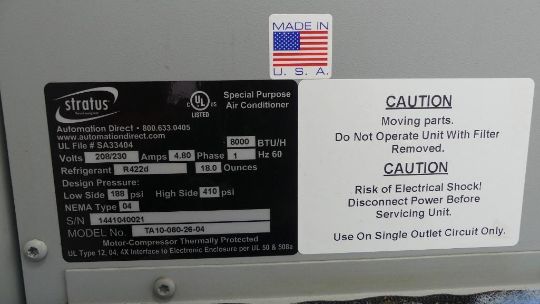 MADE IN
U. S. A.
stratus
c UL us
LISTED
Special Purpose
Air Conditioner
Automation Direct • 800.633.0405
www.automationdirect.com
UL File # SA33404
8000 BTU/H
Volts 208/230 Amps 4.80 Phase 1 Hz 60
Refrigerant R422d 18.0 Ounces
Design Pressure:
Low Side 188 psi High Side 410 psi
NEMA Type 04
S/N 1441040021
MODEL No. TA10-080-26-04
Motor-Compressor Thermally Protected
UL Type 12, 04, 4X Interface to Electronic Enclosure per UL 50 & 508a
CAUTION
Moving parts.
Do Not Operate Unit With Filter
Removed.
CAUTION
Risk of Electrical Shock!
Disconnect Power Before
Servicing Unit.
Use On Single Outlet Circuit Only.